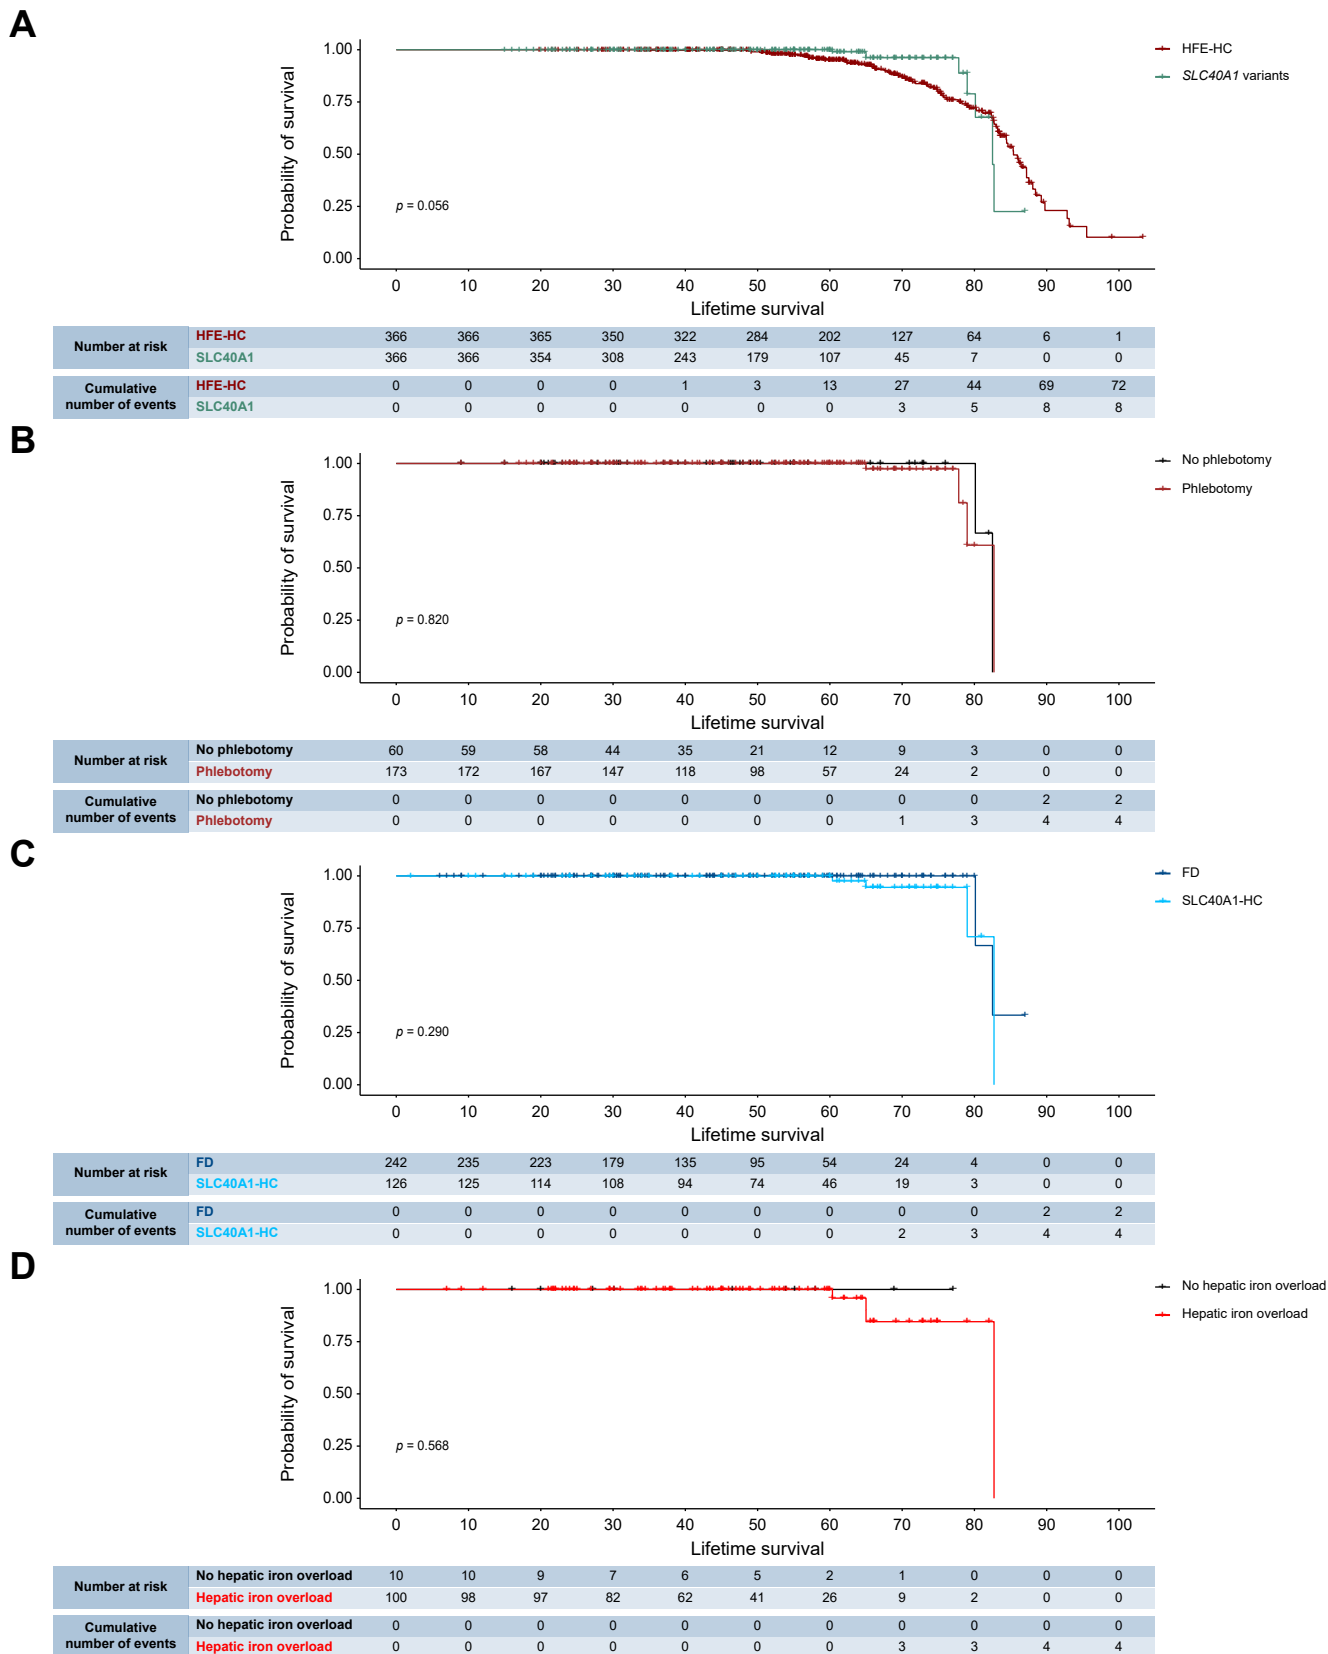 A
1.00
0.75
0.50
0.25
0.00
Probability of survival
p = 0.056
HFE-HC
SLC40A1 variants
0 10 20 30 40 50 60 70 80 90 100
Lifetime survival
Number at risk
HFE-HC 366 366 365 350 322 284 202 127 64 6 1
SLC40A1 366 366 354 308 243 179 107 45 7 0 0
Cumulative number of events
HFE-HC 0 0 0 0 1 3 13 27 44 69 72
SLC40A1 0 0 0 0 0 0 0 3 5 8 8
B
1.00
0.75
0.50
0.25
0.00
Probability of survival
p = 0.820
No phlebotomy
Phlebotomy
0 10 20 30 40 50 60 70 80 90 100
Lifetime survival
Number at risk
No phlebotomy 60 59 58 44 35 21 12 9 3 0 0
Phlebotomy 173 172 167 147 118 98 57 24 2 0 0
Cumulative number of events
No phlebotomy 0 0 0 0 0 0 0 0 0 2 2
Phlebotomy 0 0 0 0 0 0 0 1 3 4 4
C
1.00
0.75
0.50
0.25
0.00
Probability of survival
p = 0.290
FD
SLC40A1-HC
0 10 20 30 40 50 60 70 80 90 100
Lifetime survival
Number at risk
FD 242 235 223 179 135 95 54 24 4 0 0
SLC40A1-HC 126 125 114 108 94 74 46 19 3 0 0
Cumulative number of events
FD 0 0 0 0 0 0 0 0 0 2 2
SLC40A1-HC 0 0 0 0 0 0 0 2 3 4 4
D
1.00
0.75
0.50
0.25
0.00
Probability of survival
p = 0.568
No hepatic iron overload
Hepatic iron overload
0 10 20 30 40 50 60 70 80 90 100
Lifetime survival
Number at risk
No hepatic iron overload 10 10 9 7 6 5 2 1 0 0 0
Hepatic iron overload 100 98 97 82 62 41 26 9 2 0 0
Cumulative number of events
No hepatic iron overload 0 0 0 0 0 0 0 0 0 0 0
Hepatic iron overload 0 0 0 0 0 0 0 3 3 4 4